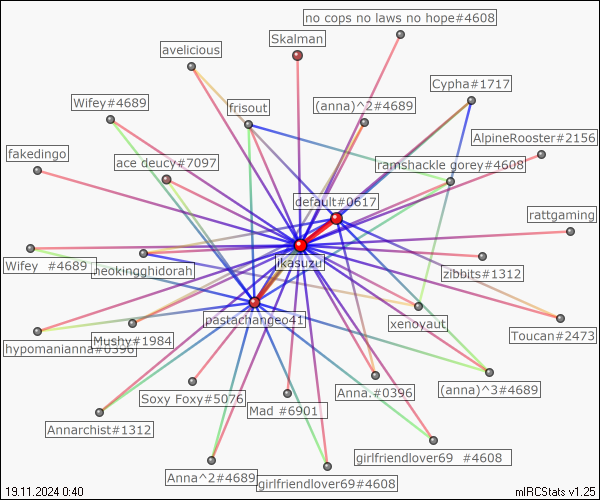 no cops no laws no hope#4608
Skalman
avelicious
Cypha#1717
Wifey#4689
frisout
(anna)^2#4689
AlpineRooster#2156
fakedingo
ace deucy#7097
ramshackle gorey#4608
default#0617
rattgaming
Wifey #4689
neokingghidorah
ikasuzu
zibbits#1312
pastachangeo41
xenoyaut
Toucan#2473
hypomanianna#0396
Mushy#1984
Soxy Foxy#5076
Mad #6901
Anna.#0396
(anna)^3#4689
Annarchist#1312
Anna^2#4689
girlfriendlover69#4608
girlfriendlover69 #4608
19.11.2024 0:40
mIRCStats v1.25